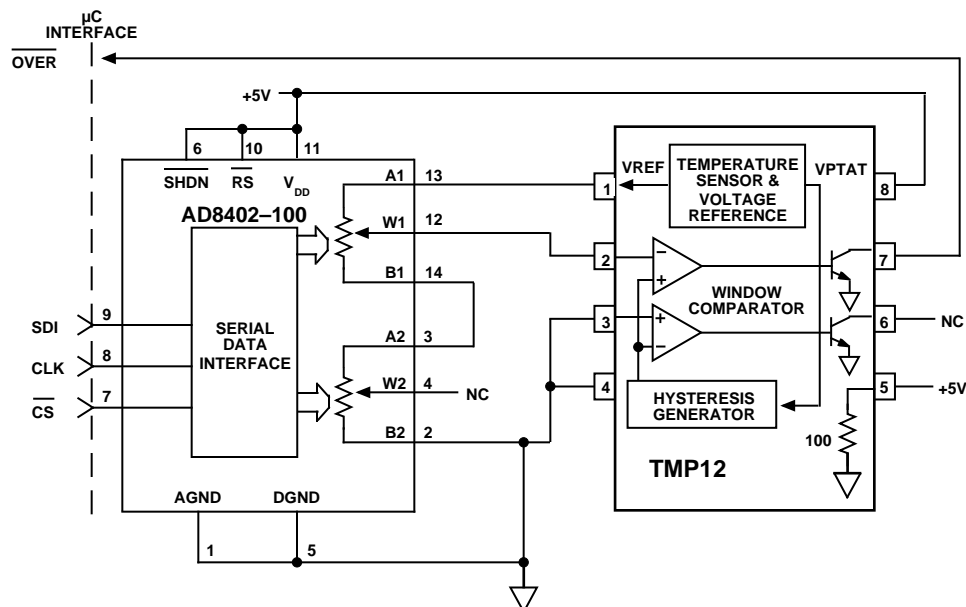 µC
INTERFACE
OVER
+5V
6
10
11
SHDN
RS
VDD
AD8402–100
A1
13
W1
12
B1
14
A2
3
W2
4
NC
B2
2
SERIAL
DATA
INTERFACE
SDI
9
CLK
8
CS
7
AGND
DGND
1
5
VREF
TEMPERATURE
SENSOR &
VOLTAGE
REFERENCE
VPTAT
1
2
3
4
8
7
6
5
NC
+5V
–
+
WINDOW
COMPARATOR
+
–
HYSTERESIS
GENERATOR
100
TMP12